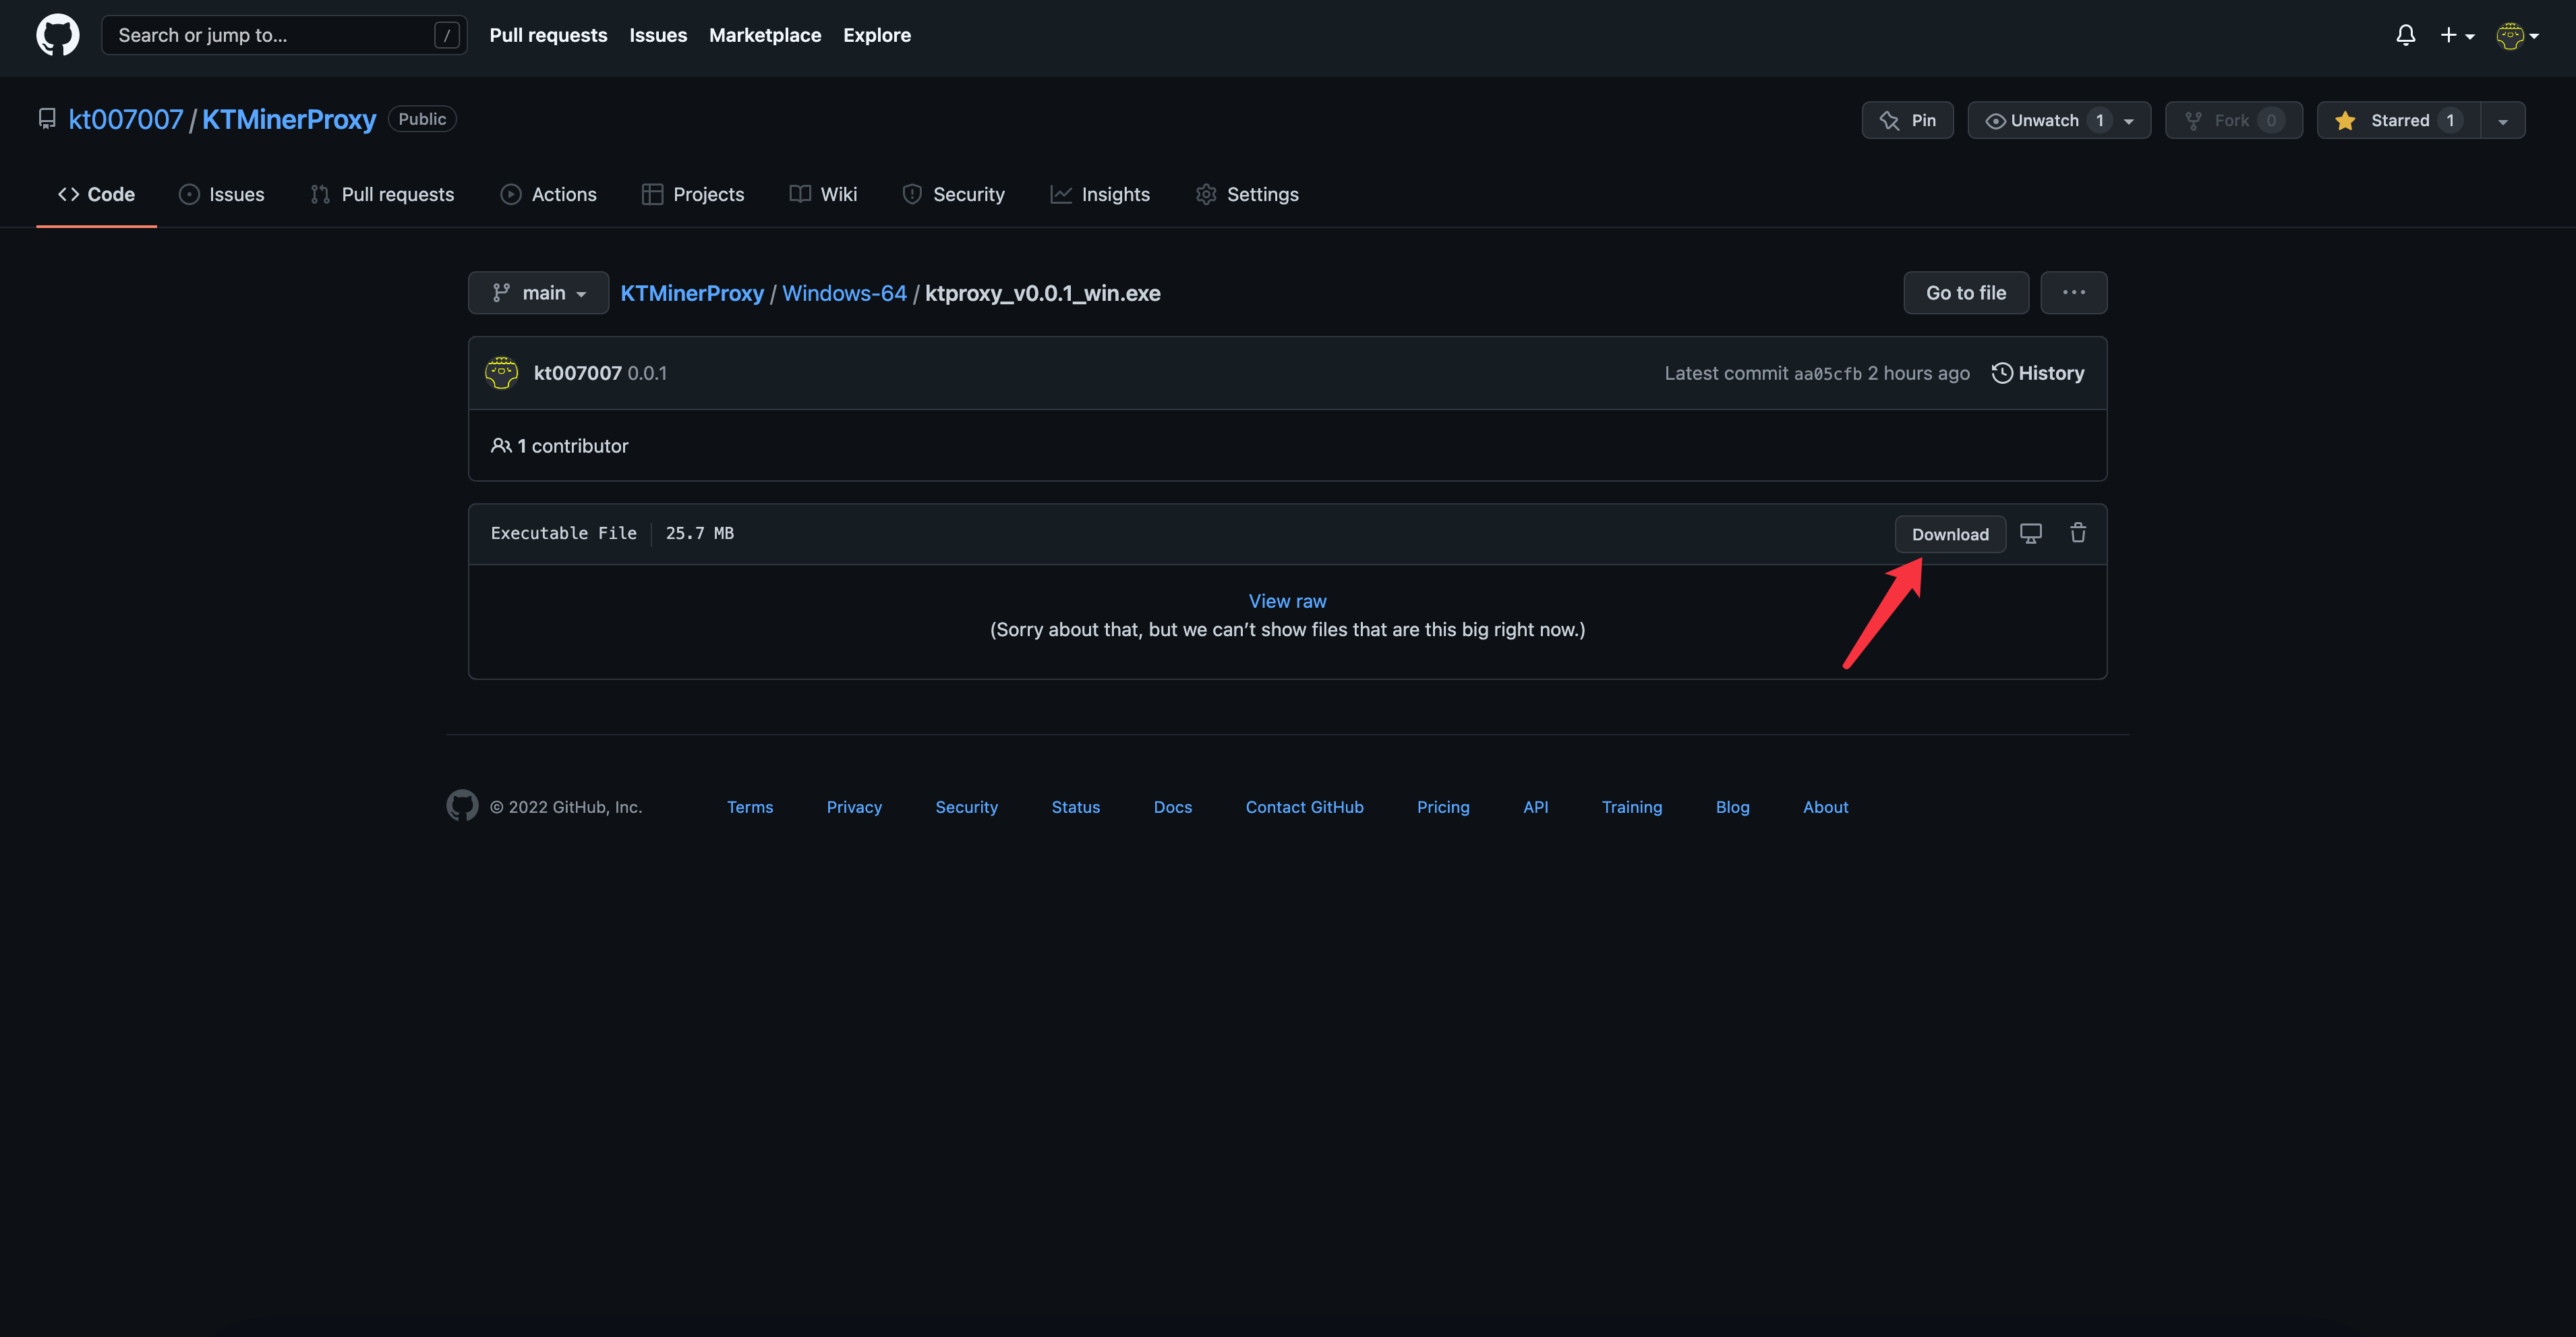 Search or jump to... / Pull requests Issues Marketplace Explore
kt007007 / KTMinerProxy Public Pin Unwatch 1 Fork 0 Starred 1
Code Issues Pull requests Actions Projects Wiki Security Insights Settings
main KTMinerProxy / Windows-64 / ktproxy_v0.0.1_win.exe Go to file ...
kt007007 0.0.1 Latest commit aa05cfb 2 hours ago History
1 contributor
Executable File 25.7 MB Download
View raw
(Sorry about that, but we can’t show files that are this big right now.)
© 2022 GitHub, Inc. Terms Privacy Security Status Docs Contact GitHub Pricing API Training Blog About